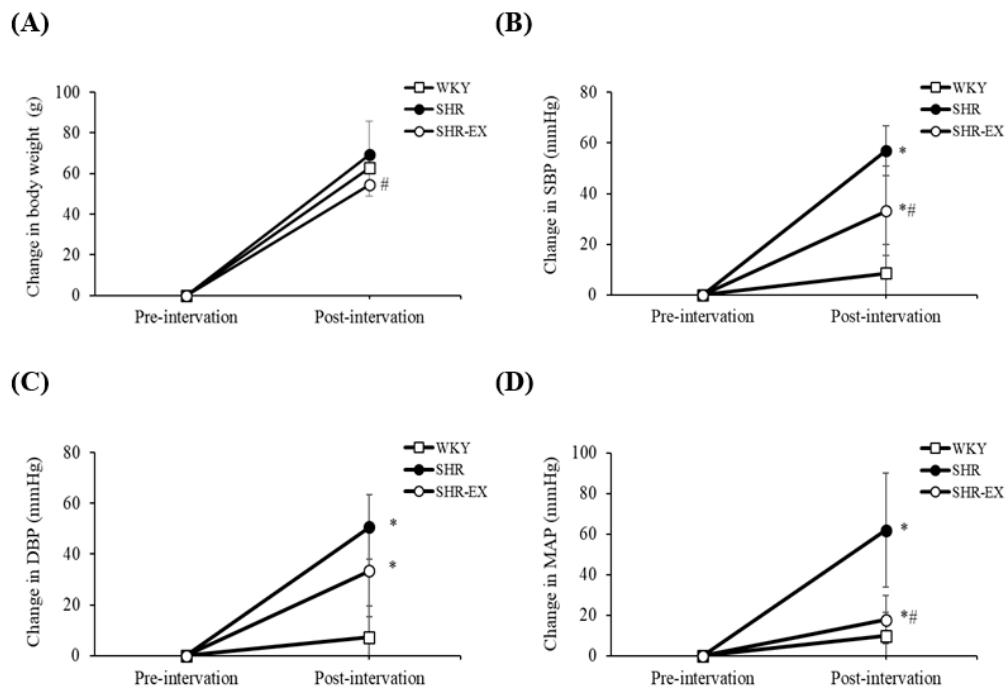 (A)
Change in body weight (g)
100
80
60
40
20
0
WKY
SHR
SHR-EX
#
Pre-intervation
Post-intervation
(B)
Change in SBP (mmHg)
80
60
40
20
0
WKY
SHR
SHR-EX
*
*#
Pre-intervation
Post-intervation
(C)
Change in DBP (mmHg)
80
60
40
20
0
WKY
SHR
SHR-EX
*
*
Pre-intervation
Post-intervation
(D)
Change in MAP (mmHg)
100
80
60
40
20
0
WKY
SHR
SHR-EX
*
*#
Pre-intervation
Post-intervation